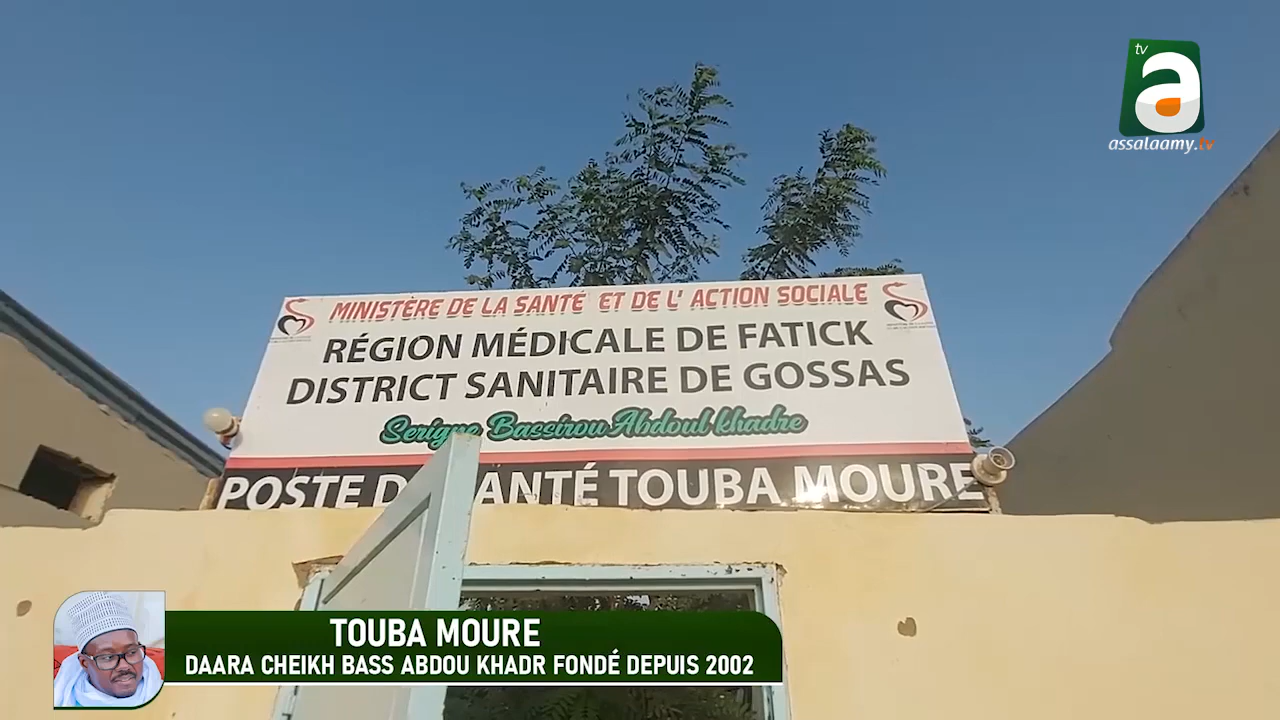 tv
a
assalaamy.tv
MINISTÈRE DE LA SANTÉ ET DE L' ACTION SOCIALE
RÉGION MÉDICALE DE FATICK
DISTRICT SANITAIRE DE GOSSAS
Serigne Bassirou Abdoul khadre
POSTE D ANTÉ TOUBA MOURE
TOUBA MOURE
DAARA CHEIKH BASS ABDOU KHADR FONDÉ DEPUIS 2002